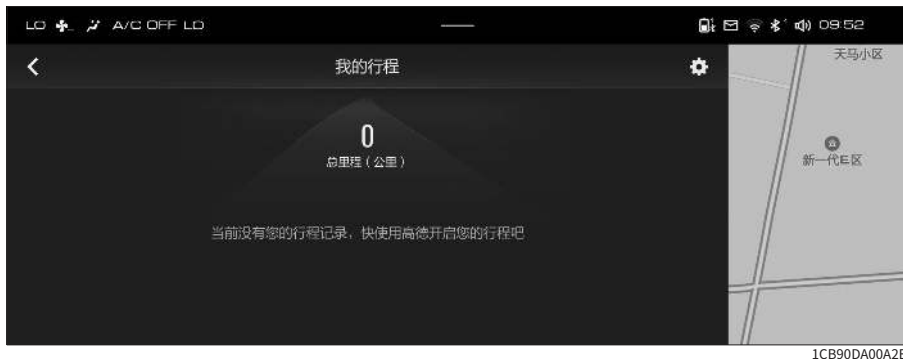 LO A/C OFF LO 09:52
我的行程
天马小区
0
总里程（公里）
新一代E区
当前没有您的行程记录，快使用高德开启您的行程吧
1CB90DA00A2E